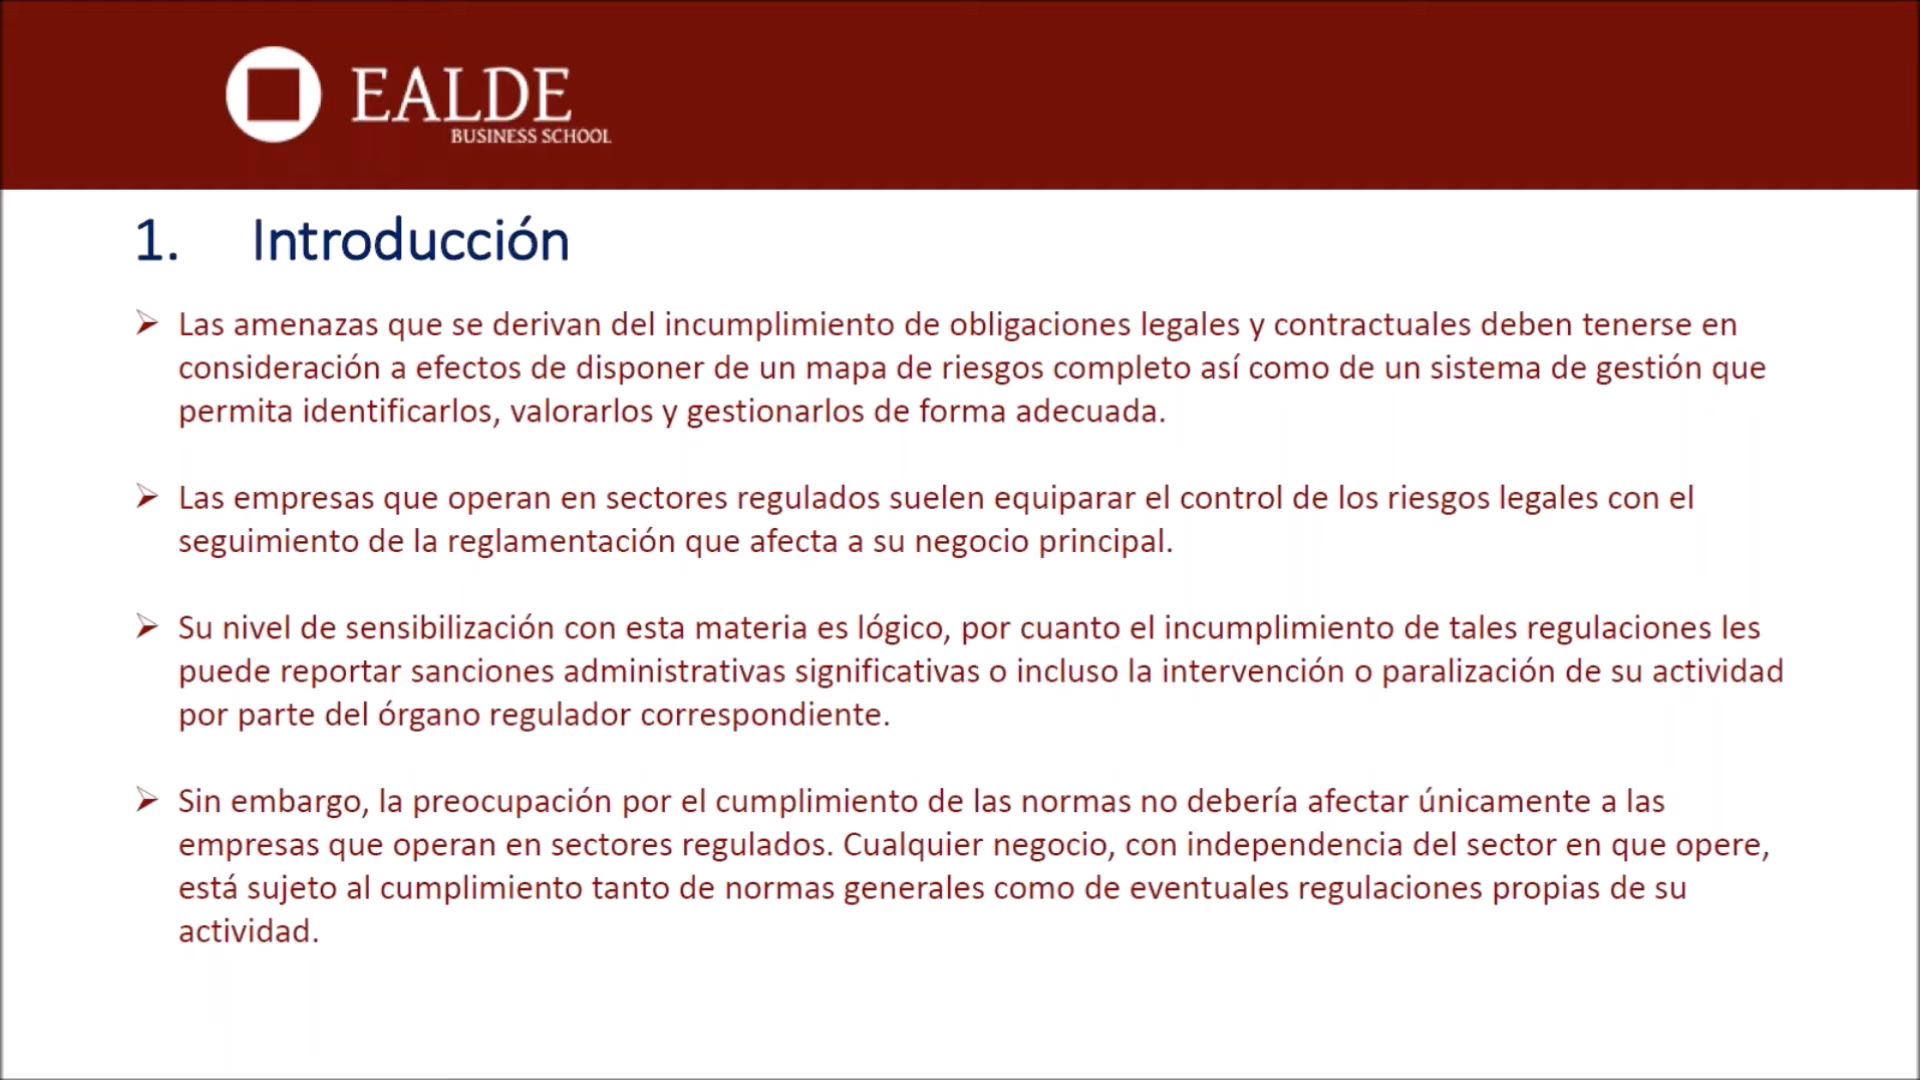 EALDE
BUSINESS SCHOOL
1. Introducción
Las amenazas que se derivan del incumplimiento de obligaciones legales y contractuales deben tenerse en
consideración a efectos de disponer de un mapa de riesgos completo así como de un sistema de gestión que
permita identificarlos, valorarlos y gestionarlos de forma adecuada.
Las empresas que operan en sectores regulados suelen equiparar el control de los riesgos legales con el
seguimiento de la reglamentación que afecta a su negocio principal.
Su nivel de sensibilización con esta materia es lógico, por cuanto el incumplimiento de tales regulaciones les
puede reportar sanciones administrativas significativas o incluso la intervención o paralización de su actividad
por parte del órgano regulador correspondiente.
Sin embargo, la preocupación por el cumplimiento de las normas no debería afectar únicamente a las
empresas que operan en sectores regulados. Cualquier negocio, con independencia del sector en que opere,
está sujeto al cumplimiento tanto de normas generales como de eventuales regulaciones propias de su
actividad.